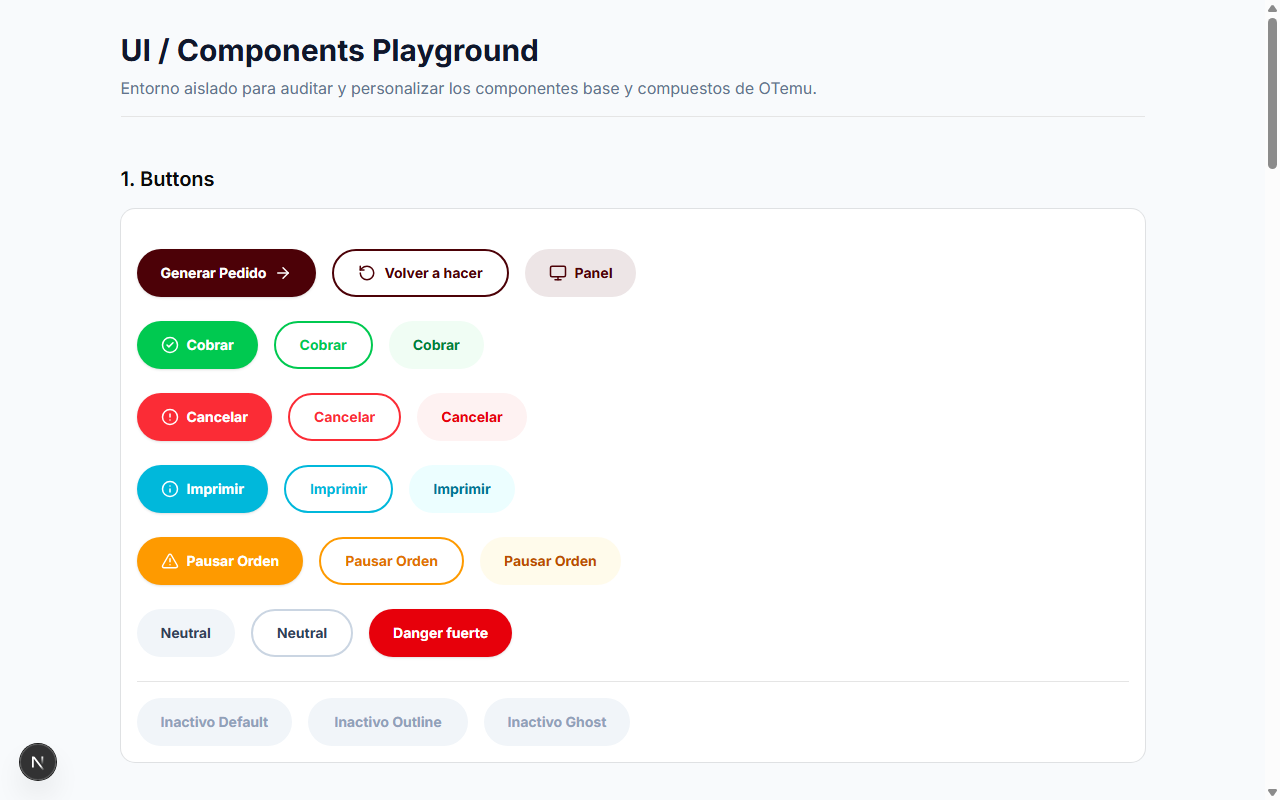 UI / Components Playground
Entorno aislado para auditar y personalizar los componentes base y compuestos de OTemu.
1. Buttons
Generar Pedido
Volver a hacer
Panel
Cobrar
Cobrar
Cobrar
Cancelar
Cancelar
Cancelar
Imprimir
Imprimir
Imprimir
Pausar Orden
Pausar Orden
Pausar Orden
Neutral
Neutral
Danger fuerte
Inactivo Default
Inactivo Outline
Inactivo Ghost
N